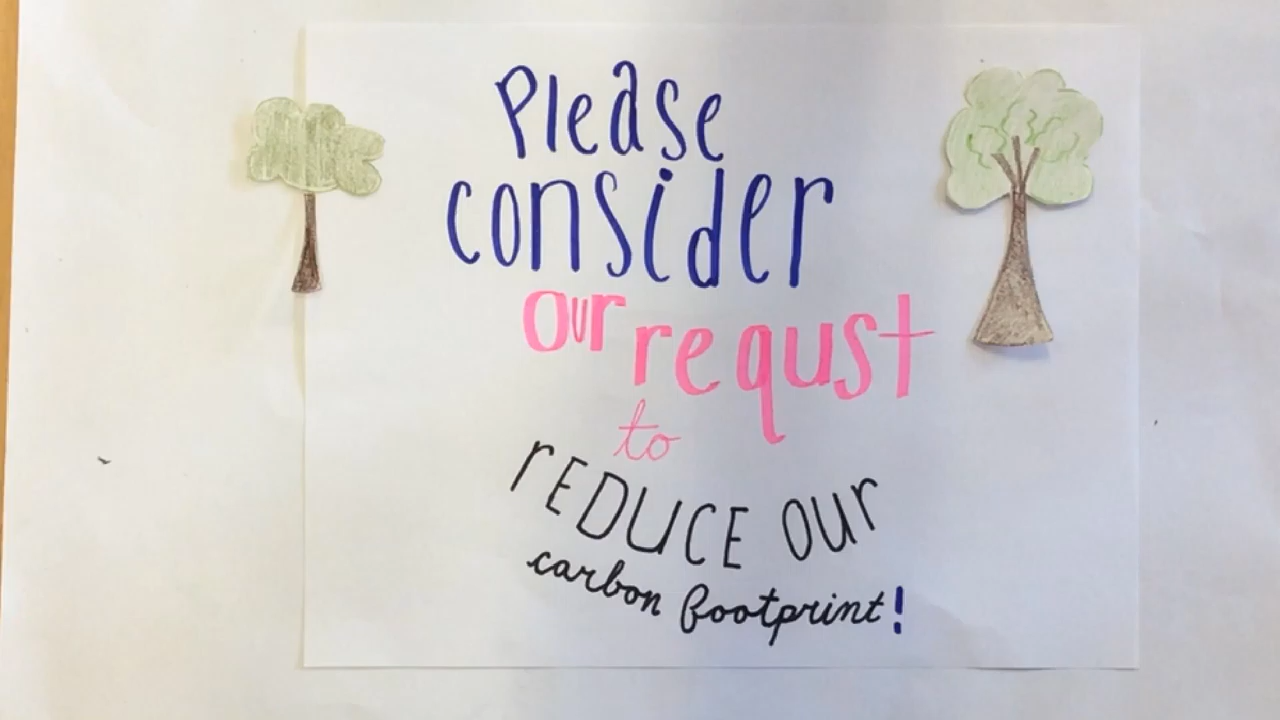 Please
consider
our requst
to
rEDUCE our
carbon footprint!